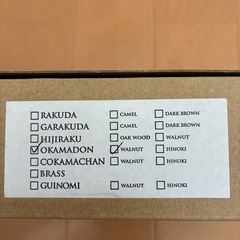 RAKUDA CAMEL DARK BROWN
GARAKUDA CAMEL DARK BROWN
HIJIRAKU OAK WOOD WALNUT
OKAMADON WALNUT HINOKI
COKAMACHAN WALNUT HINOKI
BRASS
GUINOMI WALNUT HINOKI